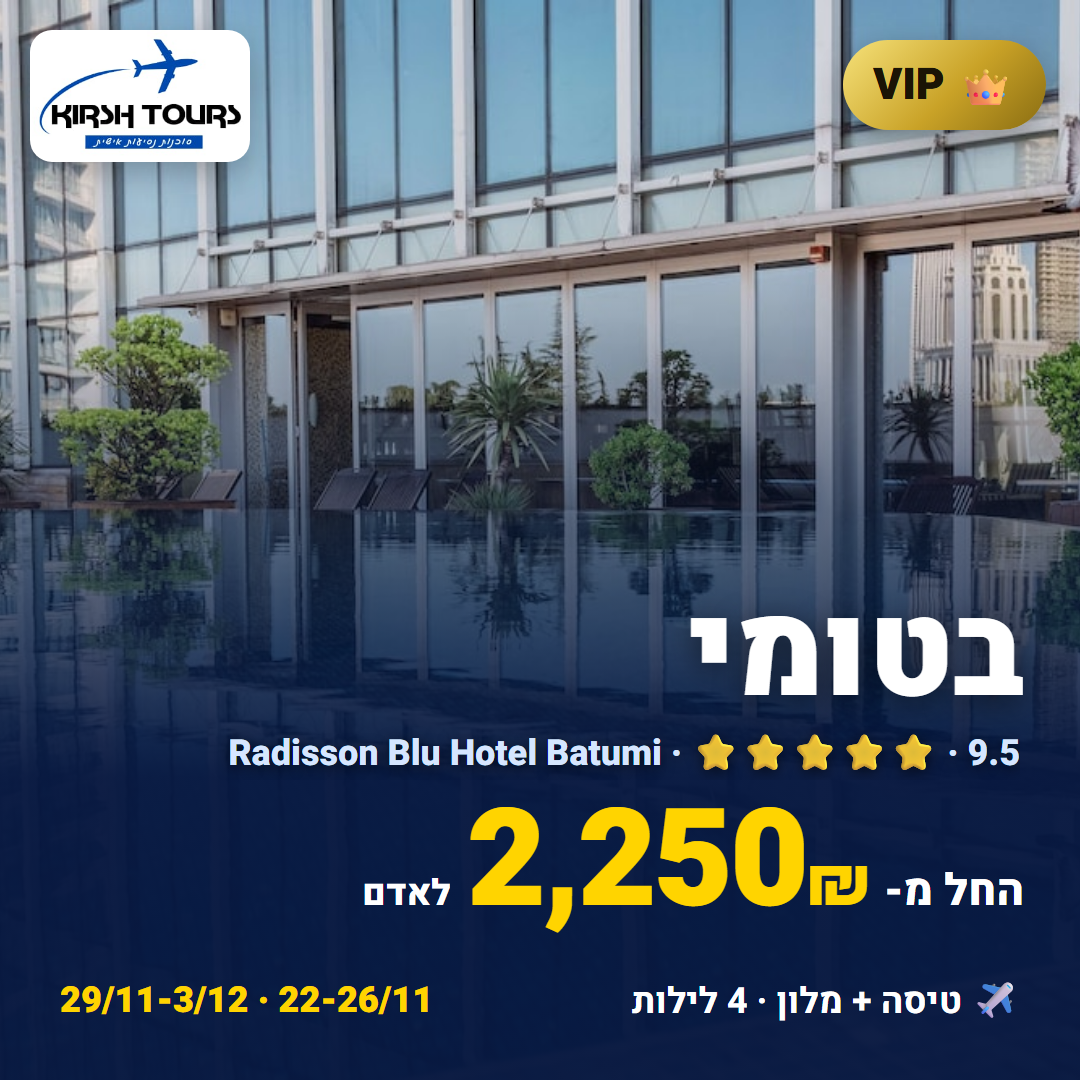 KIRSH TOURS
סוכנות נסיעות אישית
VIP 👑
בטומי
9.5 · ⭐⭐⭐⭐⭐ · Radisson Blu Hotel Batumi
החל מ- ₪2,250 לאדם
✈️ טיסה + מלון · 4 לילות
22-26/11 · 29/11-3/12